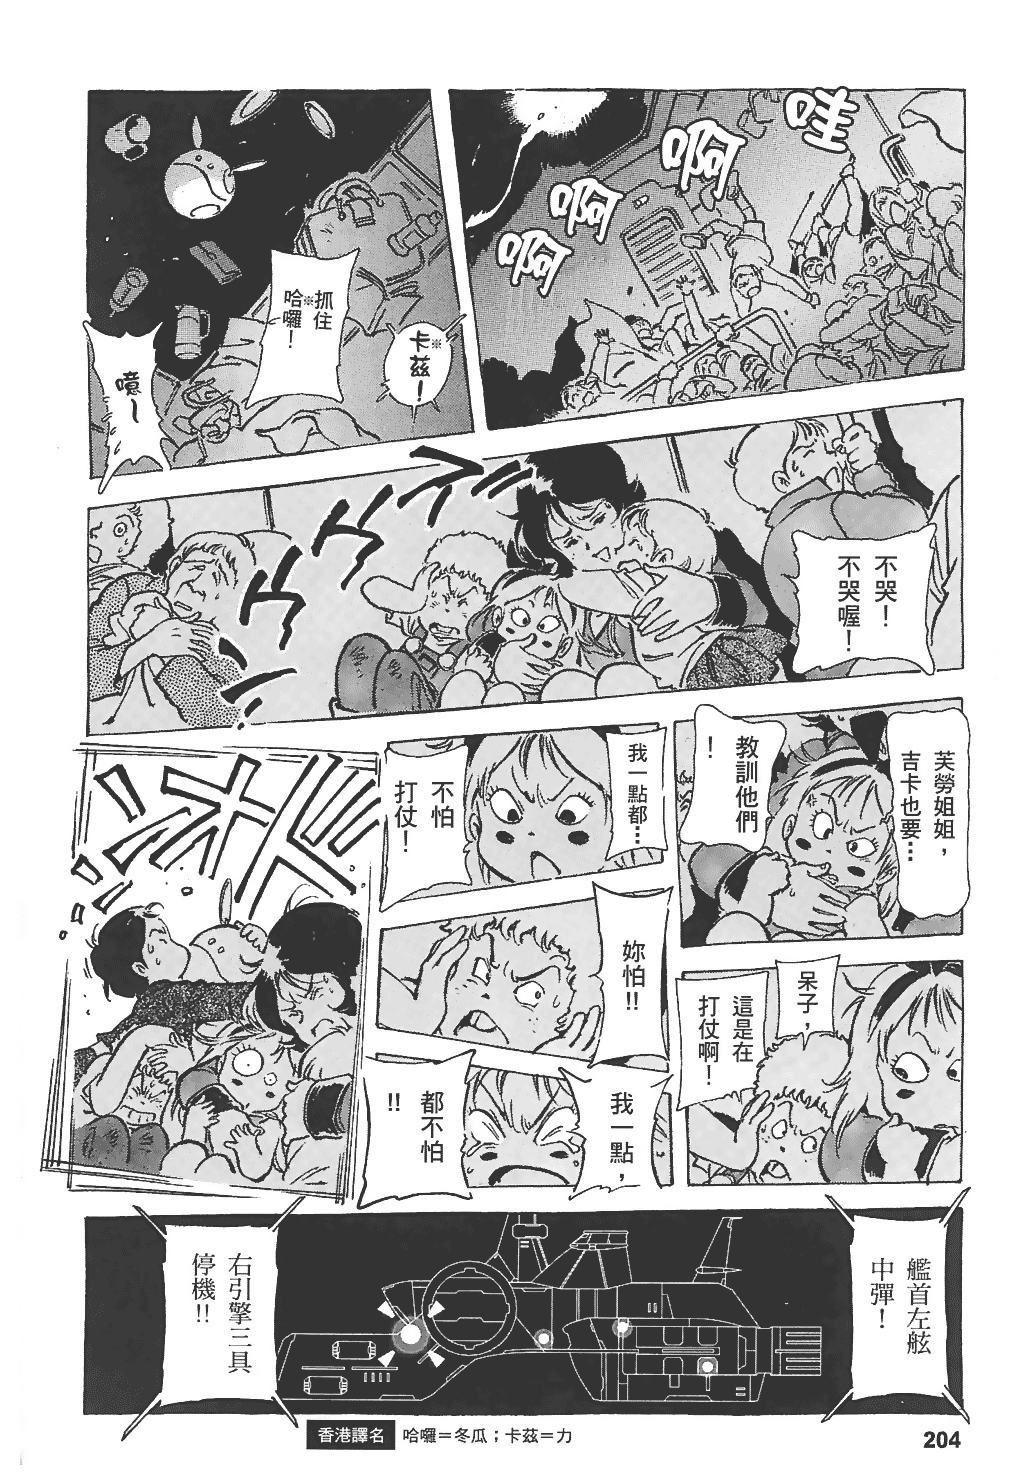 哇
啊
啊
啊
※卡茲！
抓住
※哈囉！
噫～
不哭！
不哭喔！
芙勞姐姐，
吉卡也要…
教訓他們
！
我一點都…
不怕
打仗！
呆子，
這是在
打仗啊！
妳怕!!
我一點，
都不怕
!!
艦首左舷
中彈！
右引擎三具
停機!!
香港譯名
哈囉＝冬瓜；卡茲＝力
204